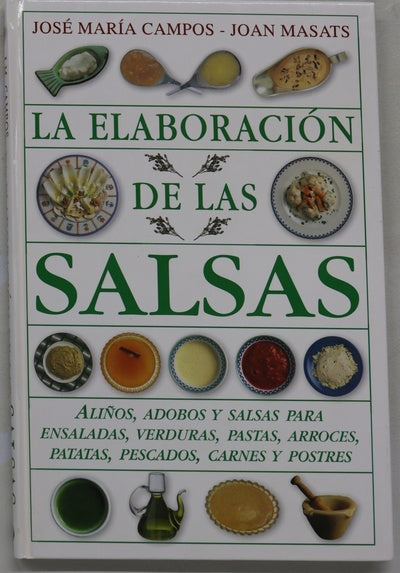 JOSÉ MARÍA CAMPOS - JOAN MASATS
LA ELABORACIÓN
DE LAS
SALSAS
ALIÑOS, ADOBOS Y SALSAS PARA
ENSALADAS, VERDURAS, PASTAS, ARROCES,
PATATAS, PESCADOS, CARNES Y POSTRES